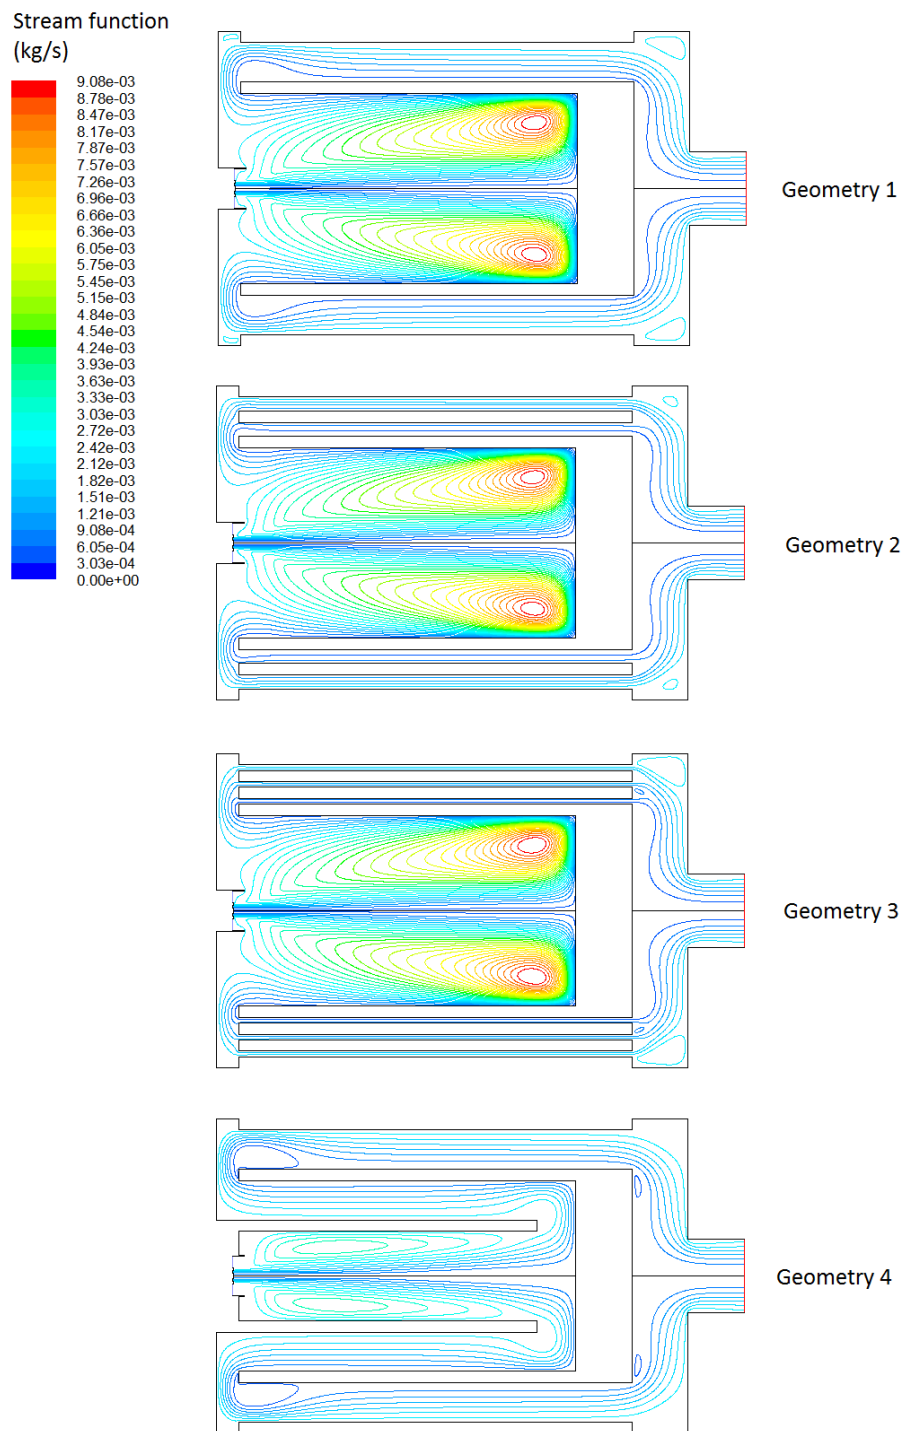 Stream function
(kg/s)
9.08e-03
8.78e-03
8.47e-03
8.17e-03
7.87e-03
7.57e-03
7.26e-03
6.96e-03
6.66e-03
6.36e-03
6.05e-03
5.75e-03
5.45e-03
5.15e-03
4.84e-03
4.54e-03
4.24e-03
3.93e-03
3.63e-03
3.33e-03
3.03e-03
2.72e-03
2.42e-03
2.12e-03
1.82e-03
1.51e-03
1.21e-03
9.08e-04
6.05e-04
3.03e-04
0.00e+00
Geometry 1
Geometry 2
Geometry 3
Geometry 4